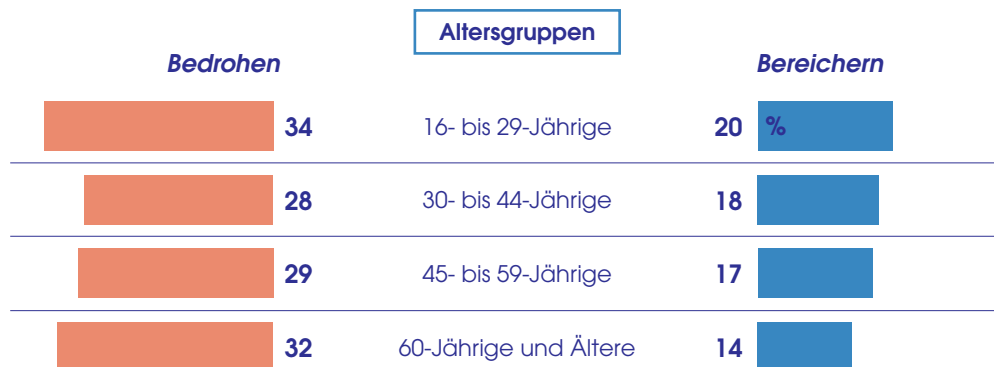 Altersgruppen
Bedrohen Bereichern
34 16- bis 29-Jährige 20 %
28 30- bis 44-Jährige 18
29 45- bis 59-Jährige 17
32 60-Jährige und Ältere 14